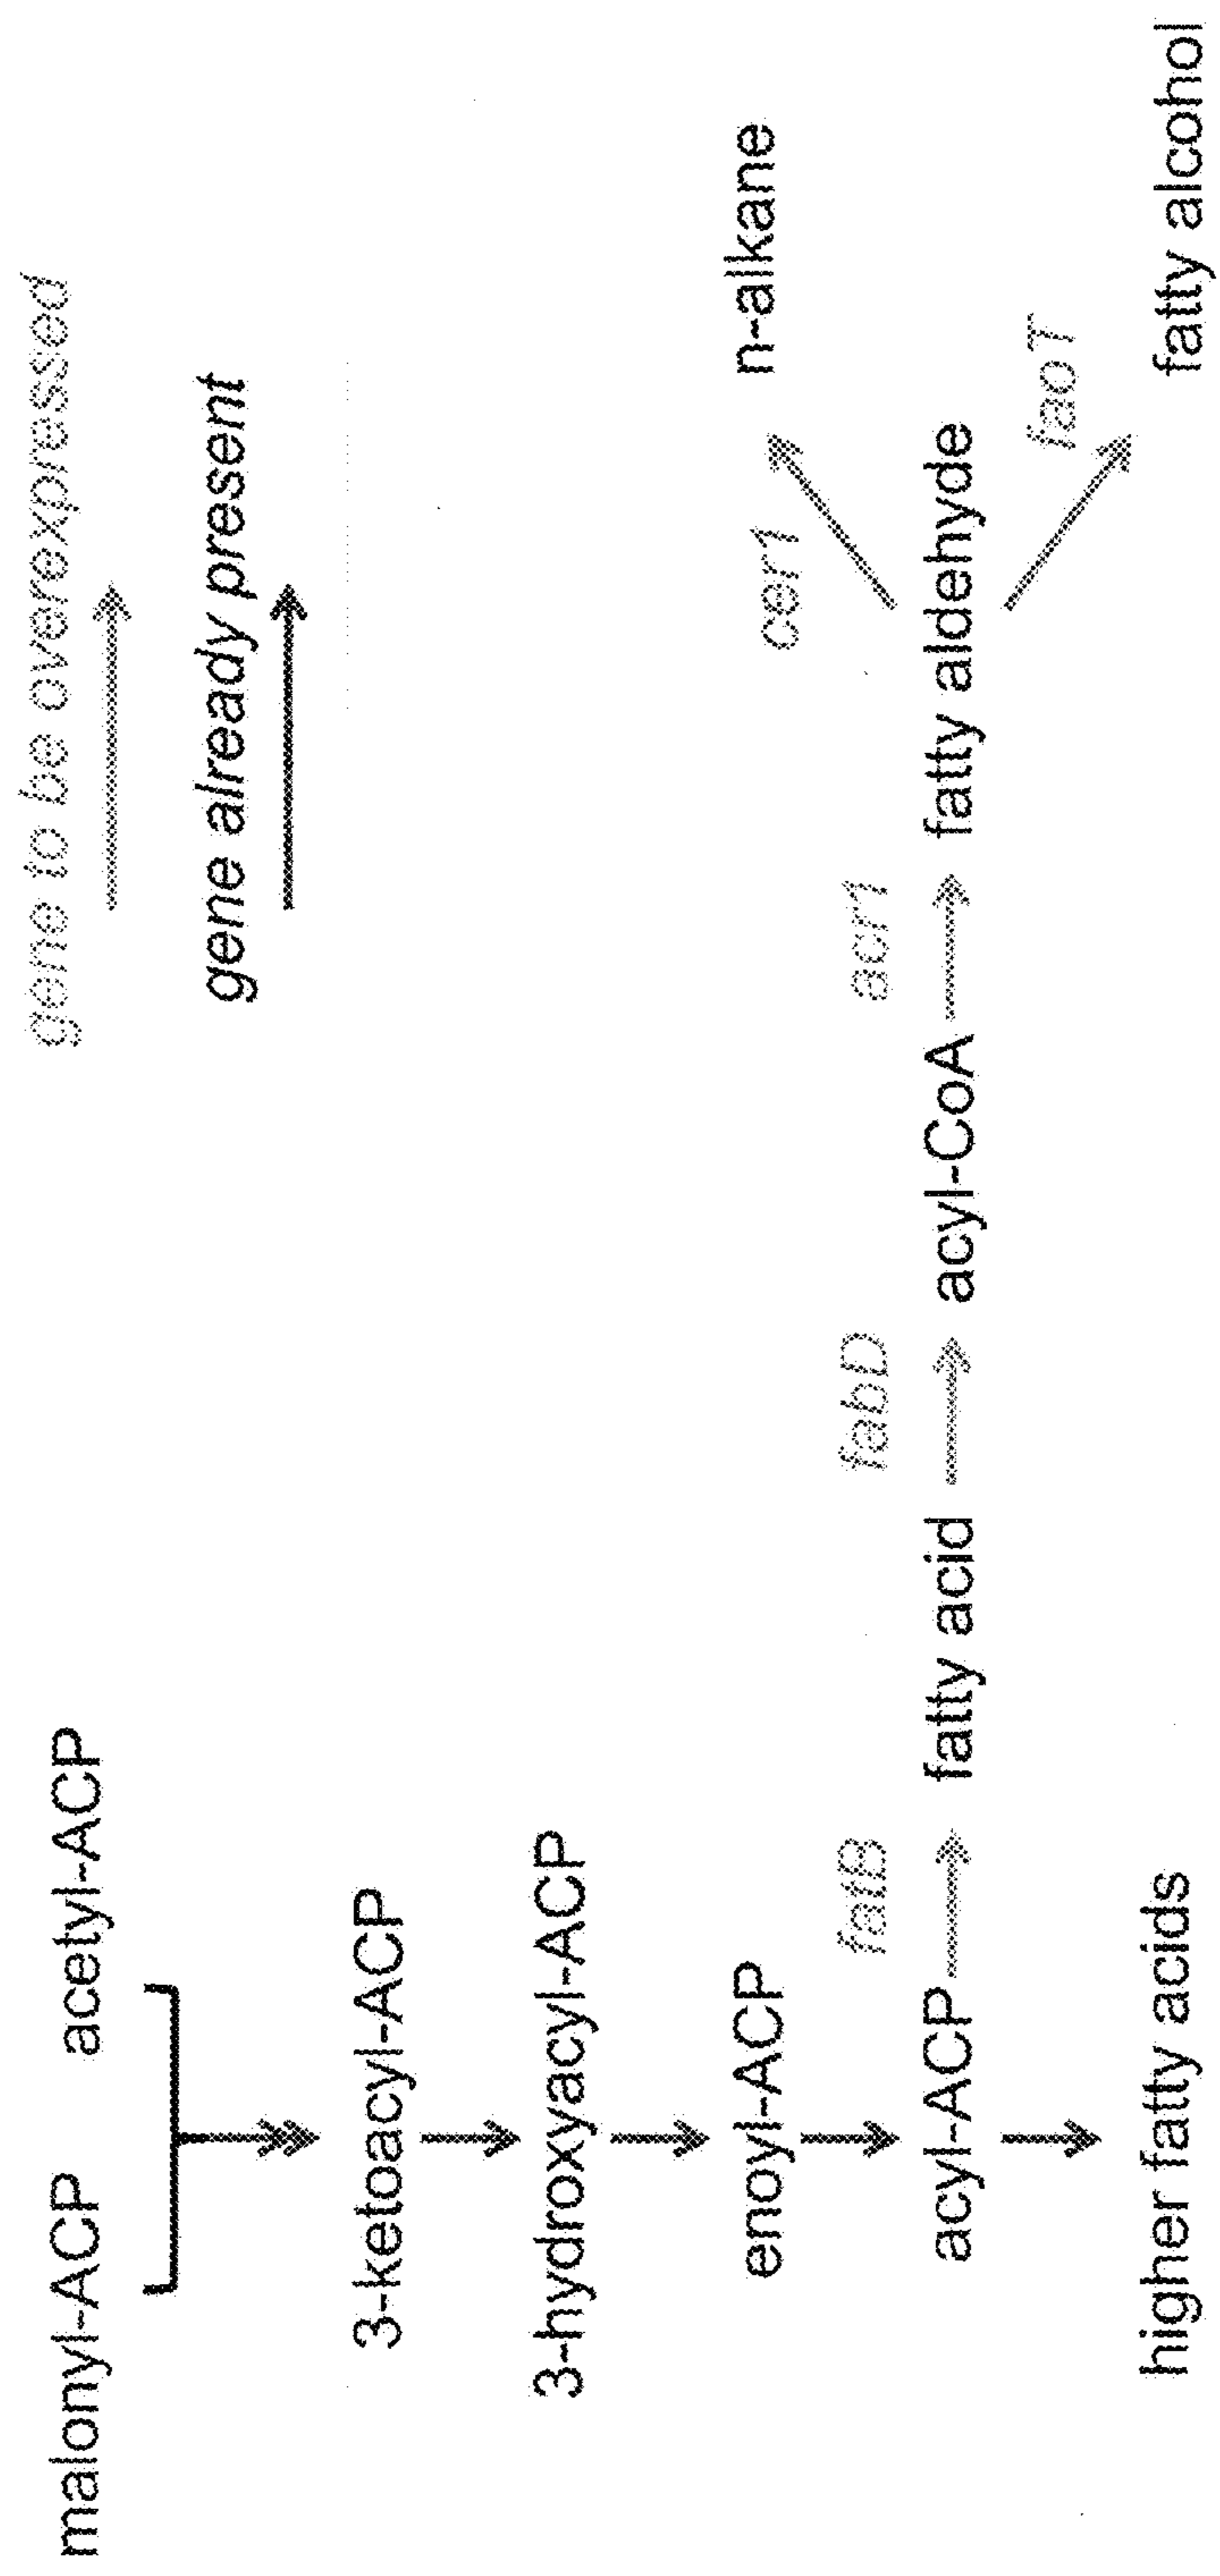 malonyl-ACP acetyl-ACP
gene to be overexpressed
gene already present
3-ketoacyl-ACP
3-hydroxyacyl-ACP
enoyl-ACP
cer1
n-alkane
fatB
fabD
acr1
acyl-ACP
fatty acid
acyl-CoA
fatty aldehyde
faoT
higher fatty acids
fatty alcohol